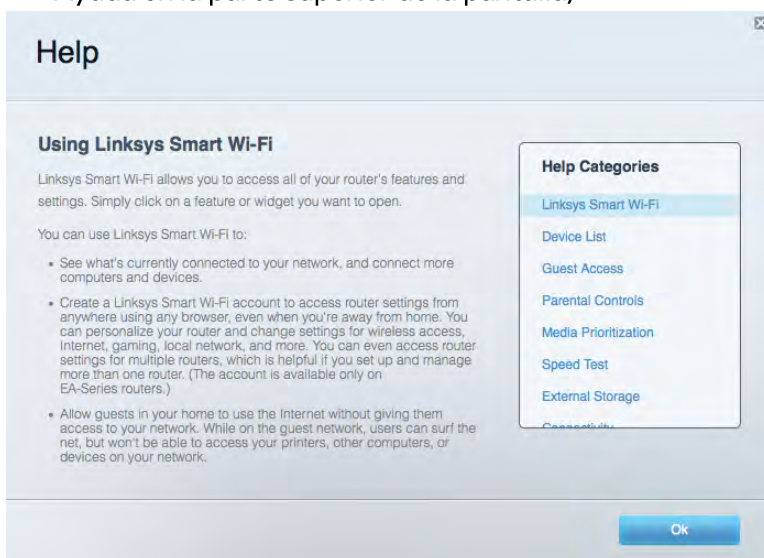 Ayuda en la parte superior de la pantalla)
Help
Using Linksys Smart Wi-Fi
Linksys Smart Wi-Fi allows you to access all of your router's features and
settings. Simply click on a feature or widget you want to open.
You can use Linksys Smart Wi-Fi to:
• See what's currently connected to your network, and connect more
computers and devices.
• Create a Linksys Smart Wi-Fi account to access router settings from
anywhere using any browser, even when you're away from home. You
can personalize your router and change settings for wireless access,
Internet, gaming, local network, and more. You can even access router
settings for multiple routers, which is helpful if you set up and manage
more than one router. (The account is available only on
EA-Series routers.)
• Allow guests in your home to use the Internet without giving them
access to your network. While on the guest network, users can surf the
net, but won't be able to access your printers, other computers, or
devices on your network.
Help Categories
Linksys Smart Wi-Fi
Device List
Guest Access
Parental Controls
Media Prioritization
Speed Test
External Storage
Connectivity
Ok